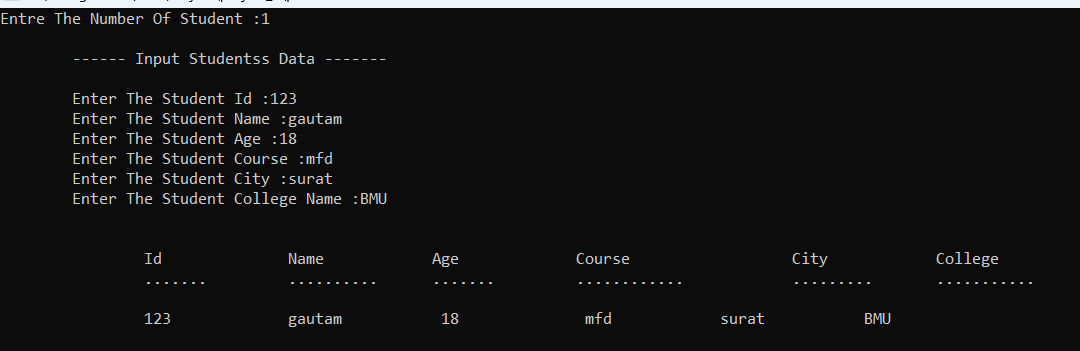 Entre The Number Of Student :1
------ Input Studentss Data -------
Enter The Student Id :123
Enter The Student Name :gautam
Enter The Student Age :18
Enter The Student Course :mfd
Enter The Student City :surat
Enter The Student College Name :BMU
Id Name Age Course City College
....... .......... ....... ............ ......... ...........
123 gautam 18 mfd surat BMU